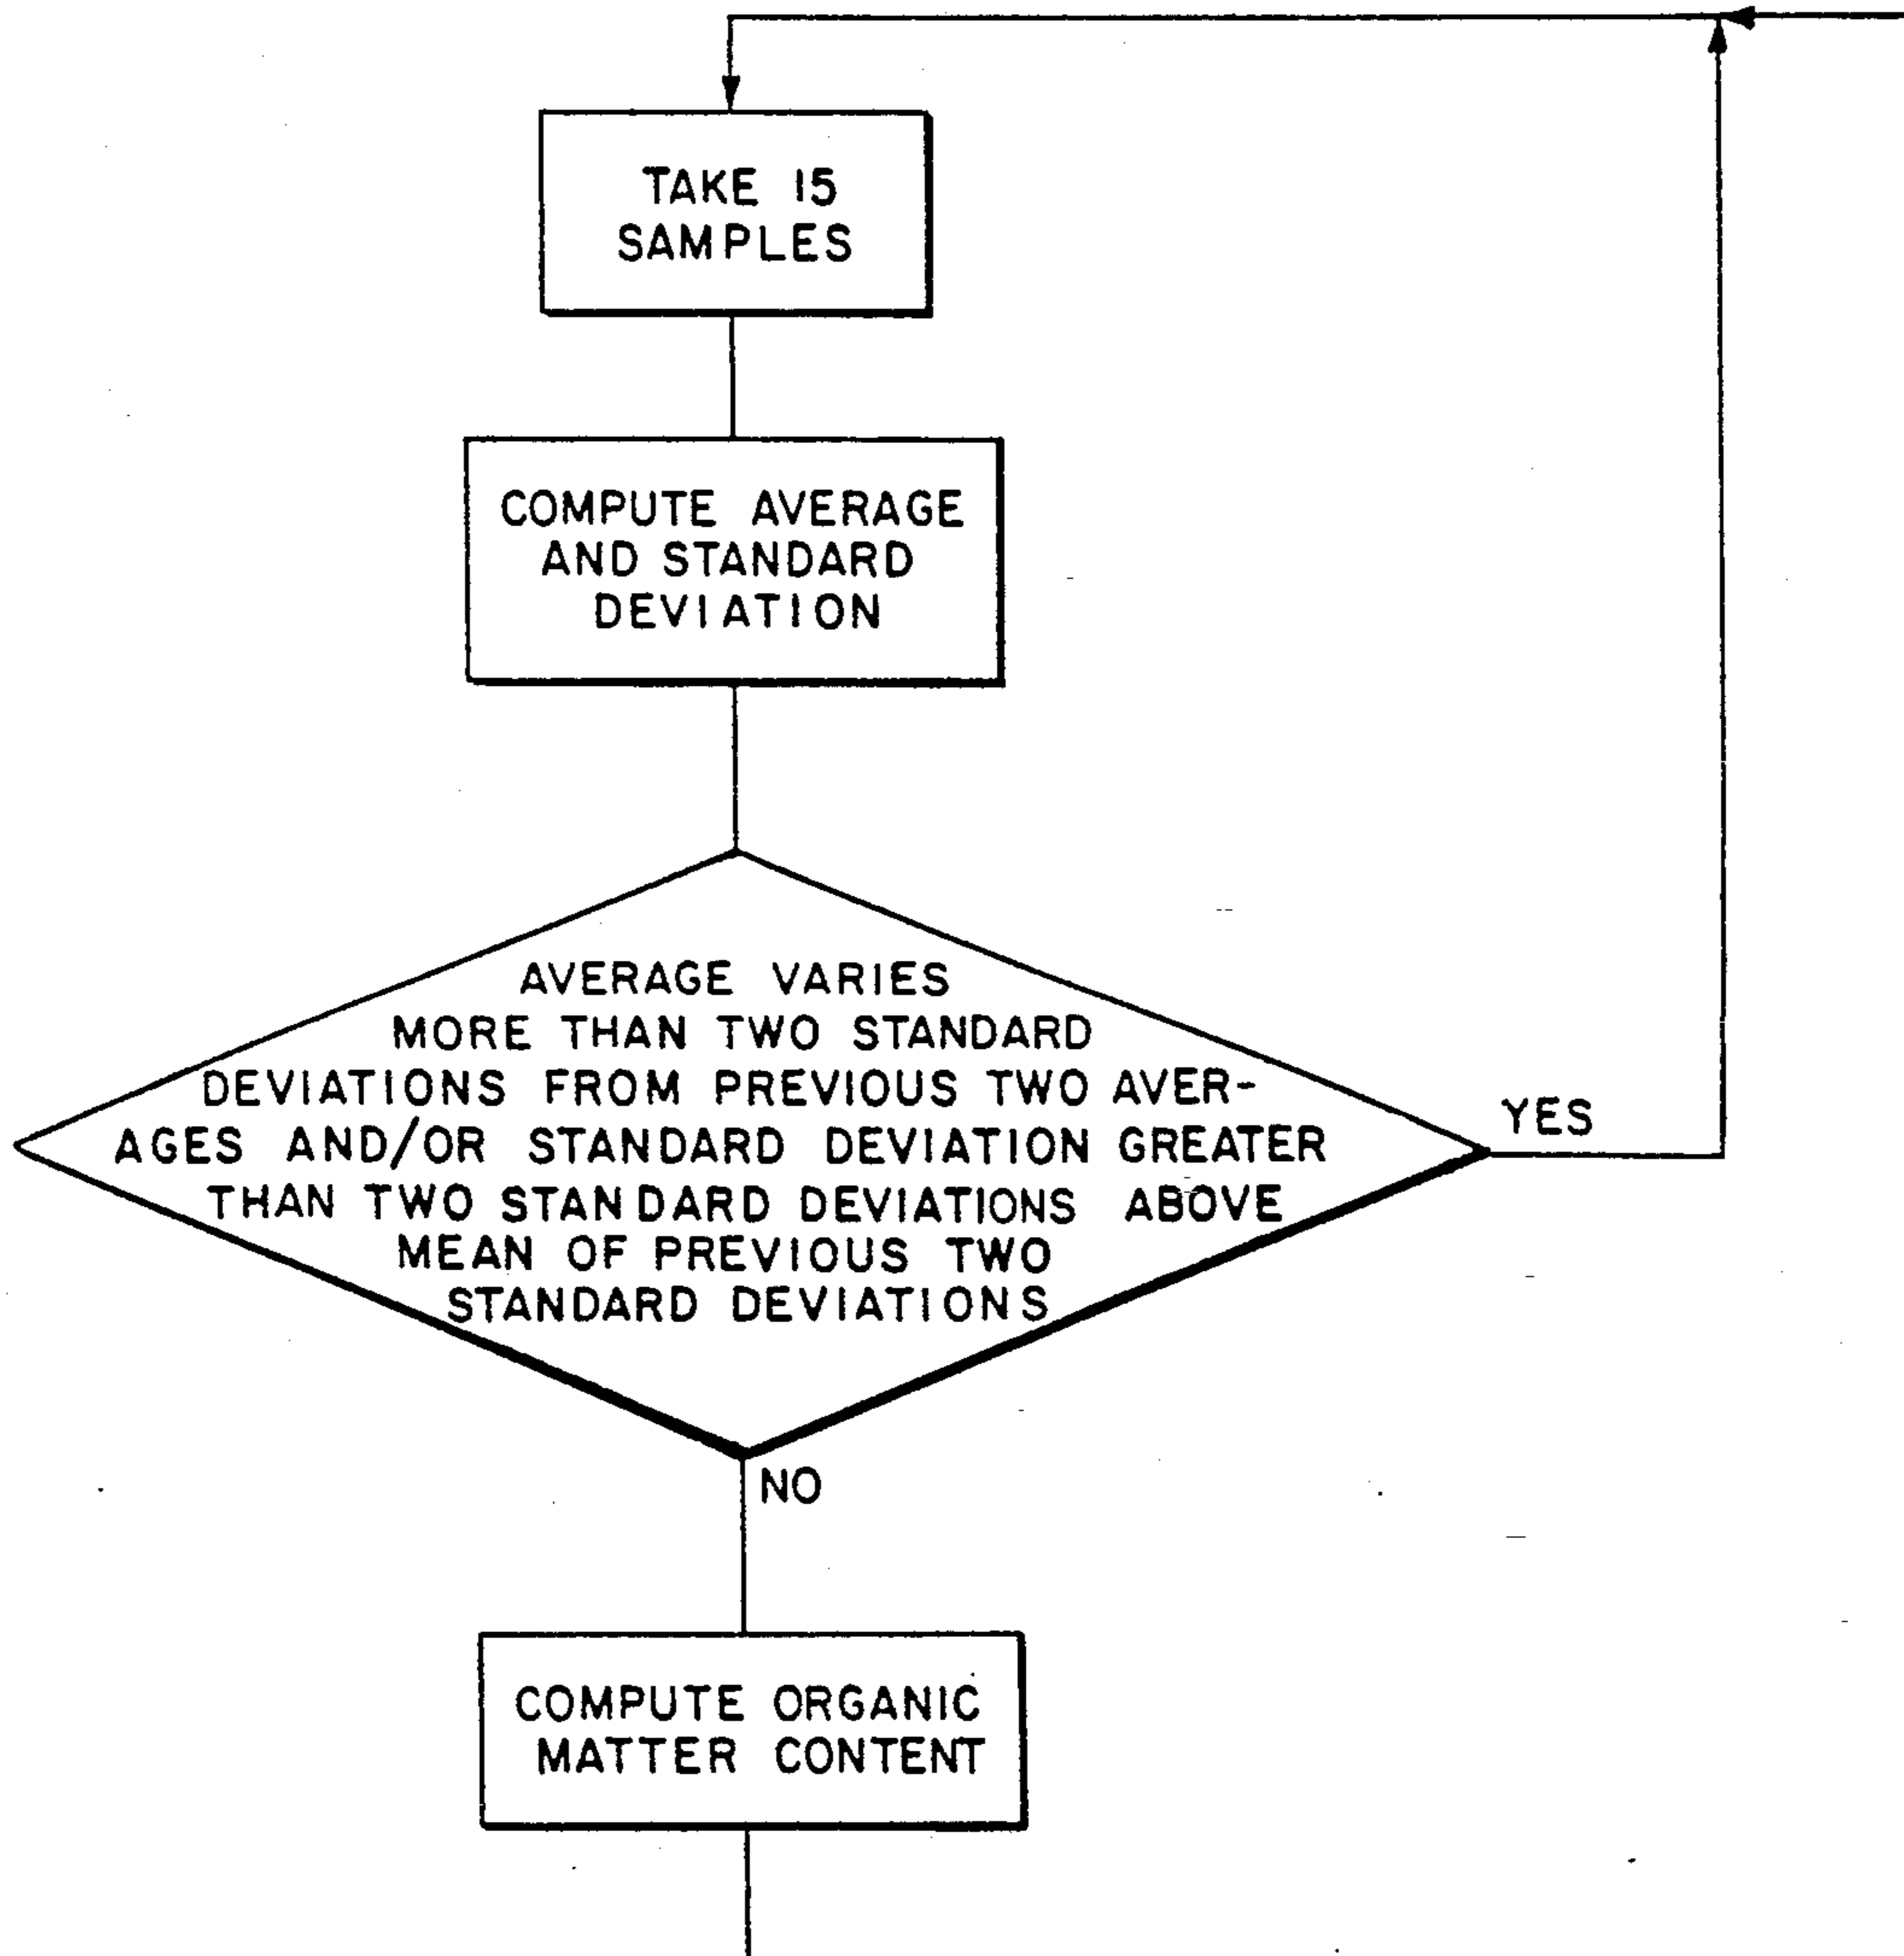 TAKE 15
SAMPLES
COMPUTE AVERAGE
AND STANDARD
DEVIATION
AVERAGE VARIES
MORE THAN TWO STANDARD
DEVIATIONS FROM PREVIOUS TWO AVER-
AGES AND/OR STANDARD DEVIATION GREATER
THAN TWO STANDARD DEVIATIONS ABOVE
MEAN OF PREVIOUS TWO
STANDARD DEVIATIONS
YES
NO
COMPUTE ORGANIC
MATTER CONTENT